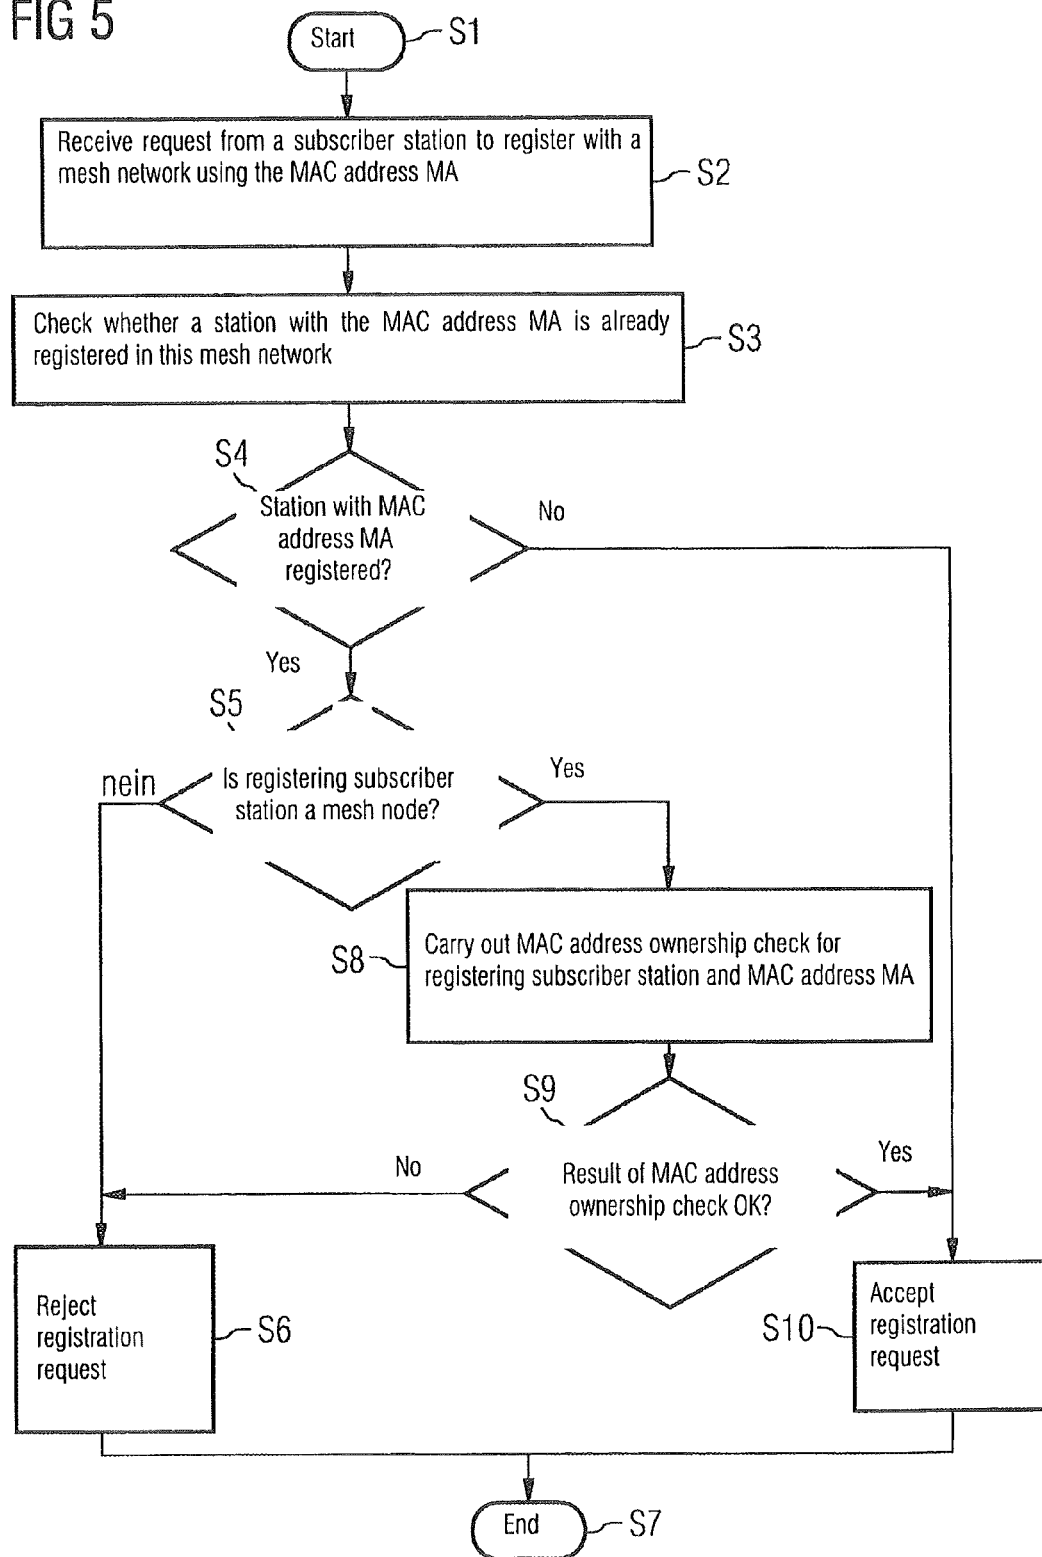 FIG 5
Start
S1
Receive request from a subscriber station to register with a
mesh network using the MAC address MA
S2
Check whether a station with the MAC address MA is already
registered in this mesh network
S3
S4
Station with MAC
address MA
registered?
No
Yes
S5
nein
Is registering subscriber
station a mesh node?
Yes
S8
Carry out MAC address ownership check for
registering subscriber station and MAC address MA
S9
No
Result of MAC address
ownership check OK?
Yes
Reject
registration
request
S6
S10
Accept
registration
request
End
S7